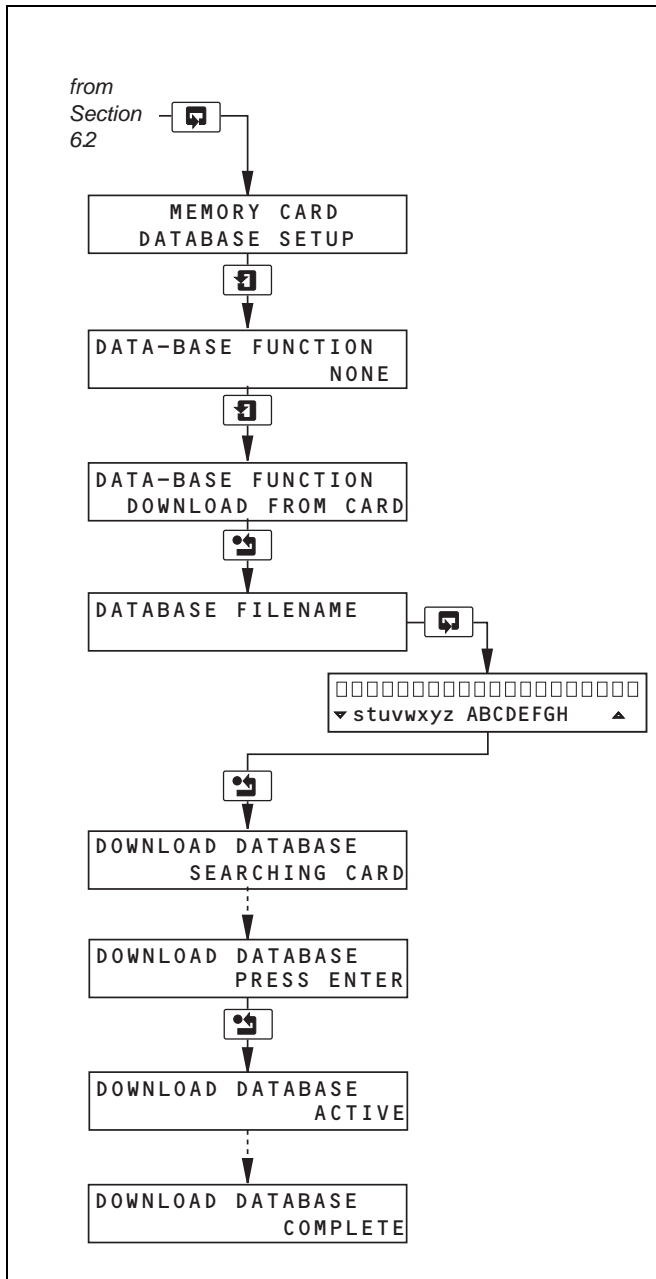 from
Section
6.2
MEMORY CARD
DATABASE SETUP
DATA-BASE FUNCTION
NONE
DATA-BASE FUNCTION
DOWNLOAD FROM CARD
DATABASE FILENAME
stuvwxyz ABCDEFGH
DOWNLOAD DATABASE
SEARCHING CARD
DOWNLOAD DATABASE
PRESS ENTER
DOWNLOAD DATABASE
ACTIVE
DOWNLOAD DATABASE
COMPLETE